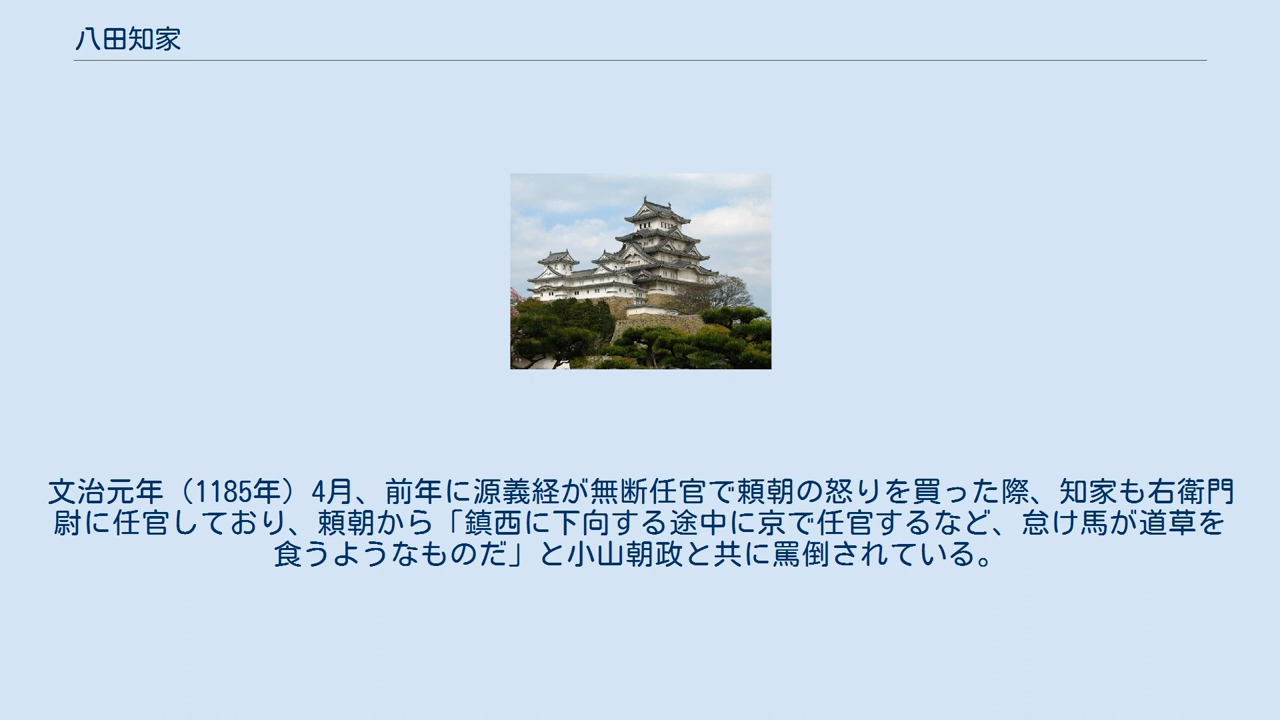 八田知家
文治元年（1185年）4月、前年に源義経が無断任官で頼朝の怒りを買った際、知家も右衛門
尉に任官しており、頼朝から「鎮西に下向する途中に京で任官するなど、怠け馬が道草を
食うようなものだ」と小山朝政と共に罵倒されている。